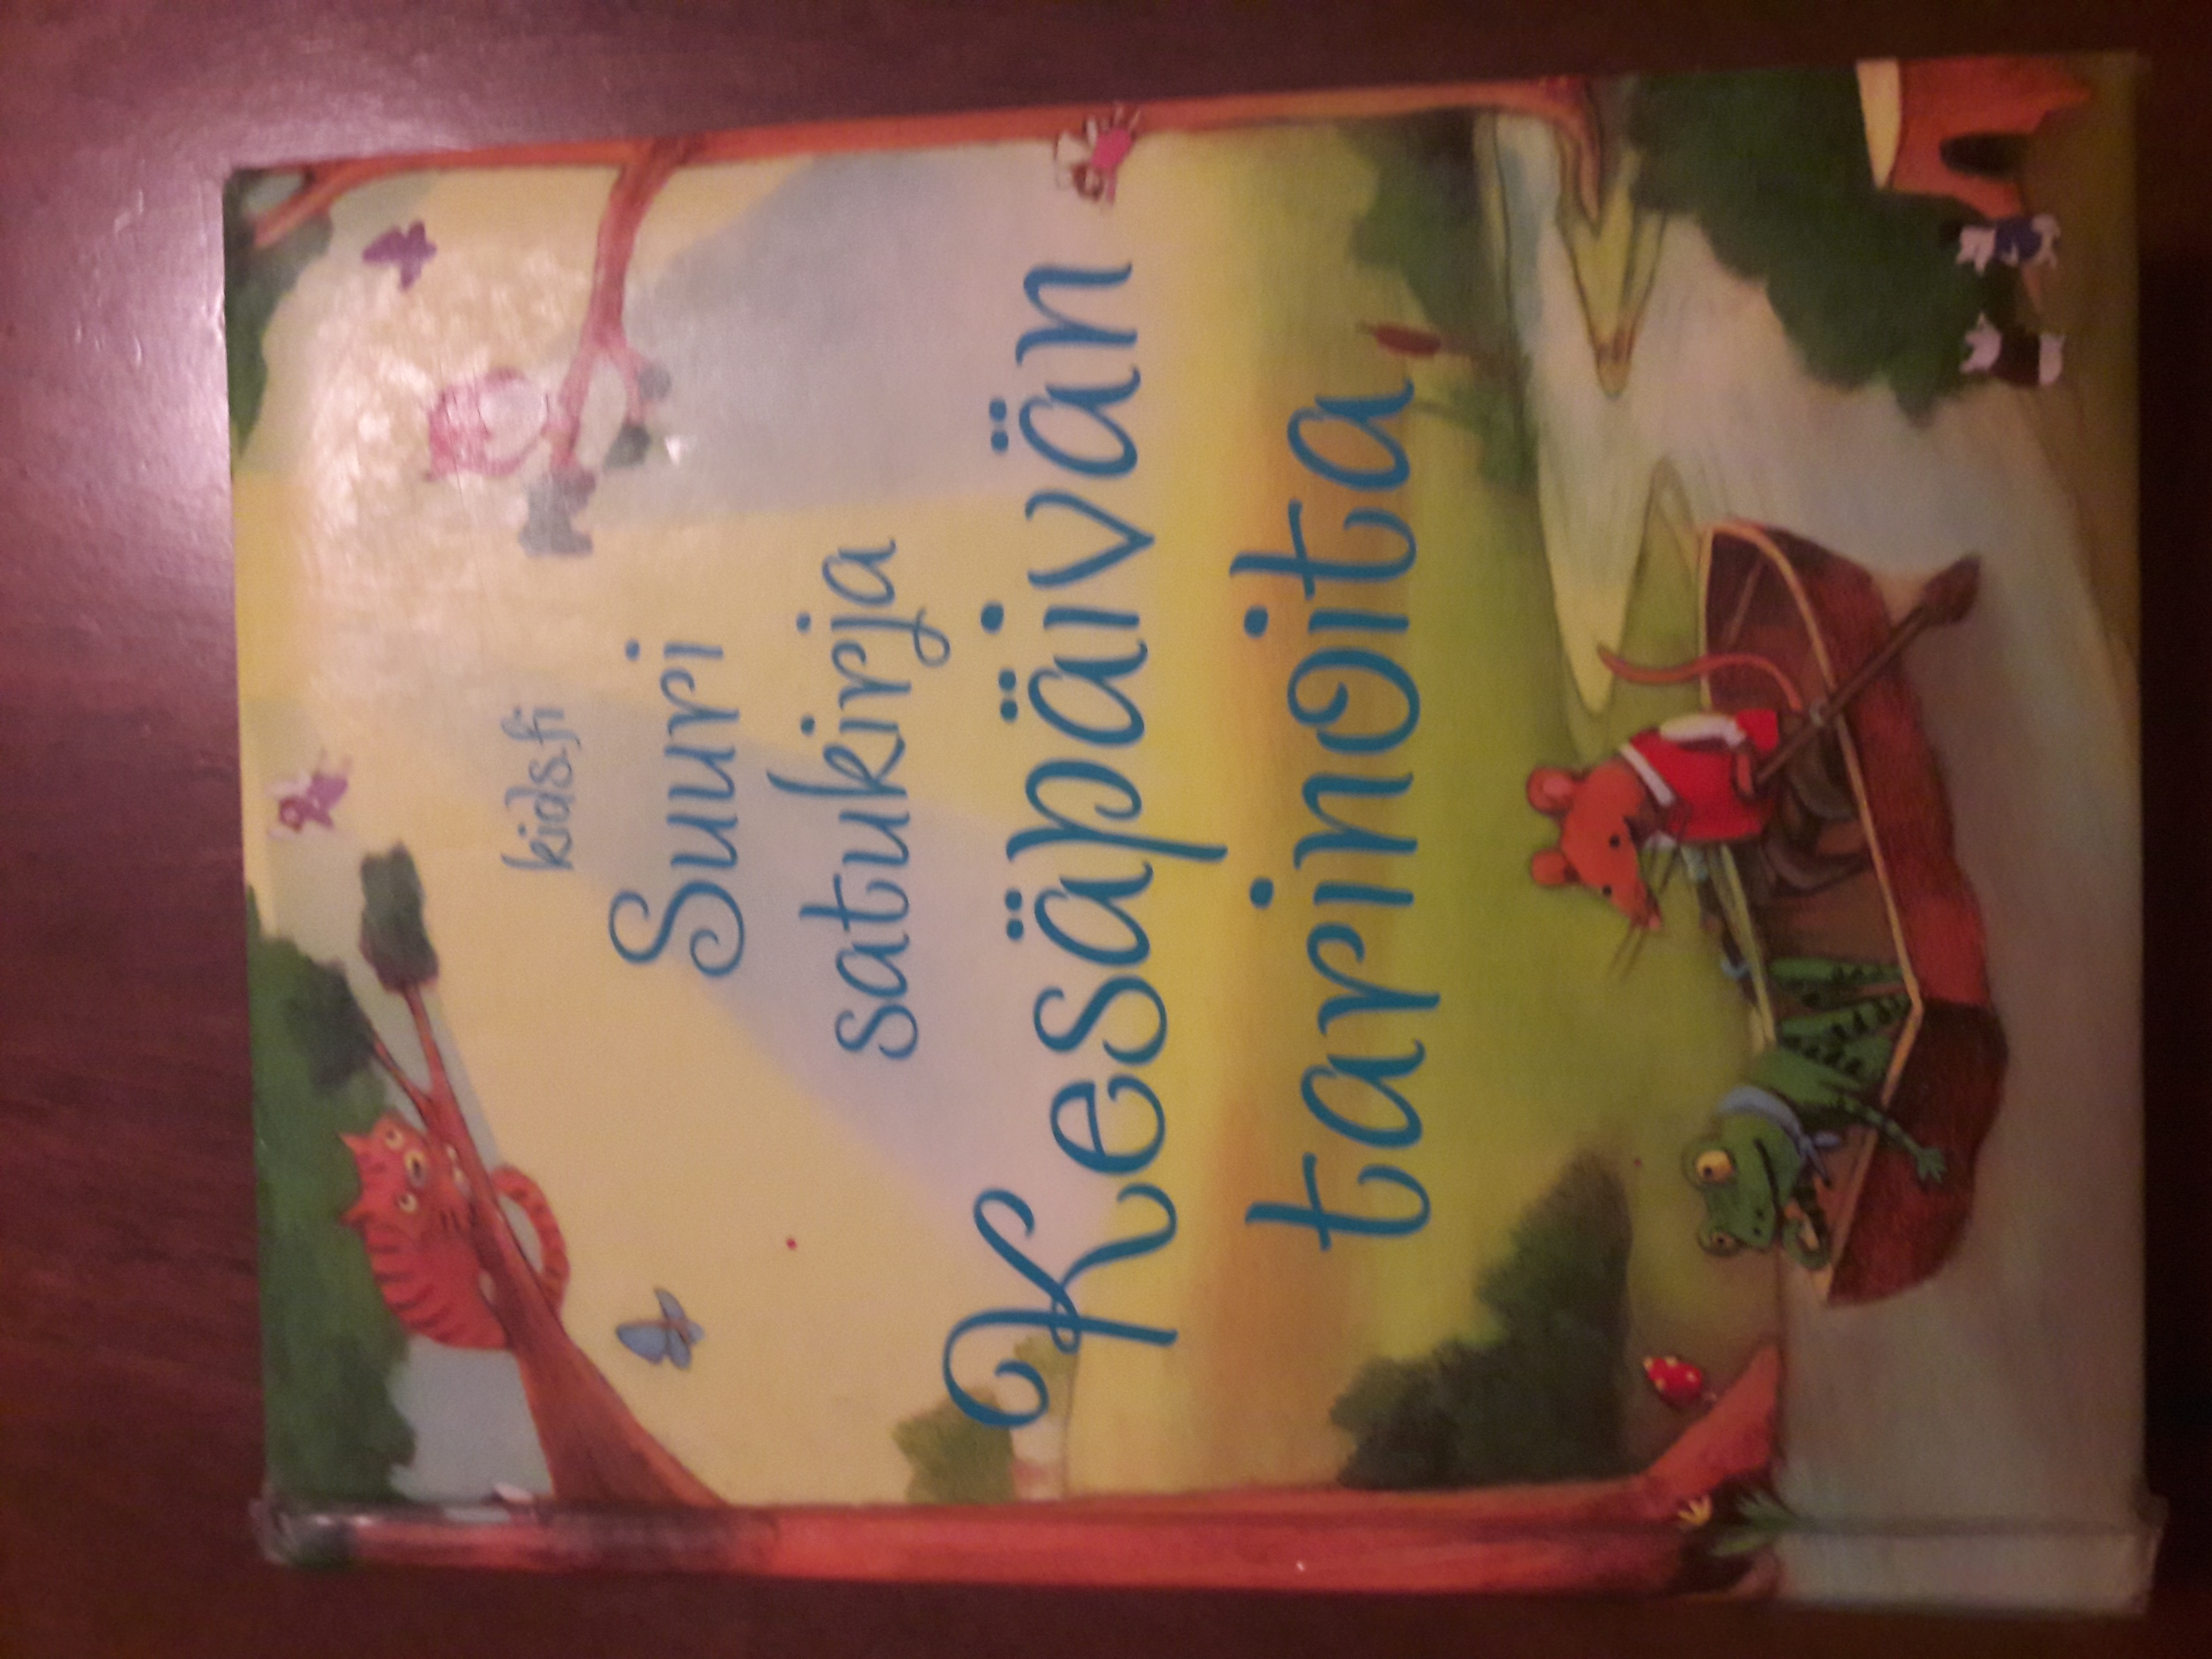 kids.fi
Suuri
satukirja
Kesäpäivän
tarinoita